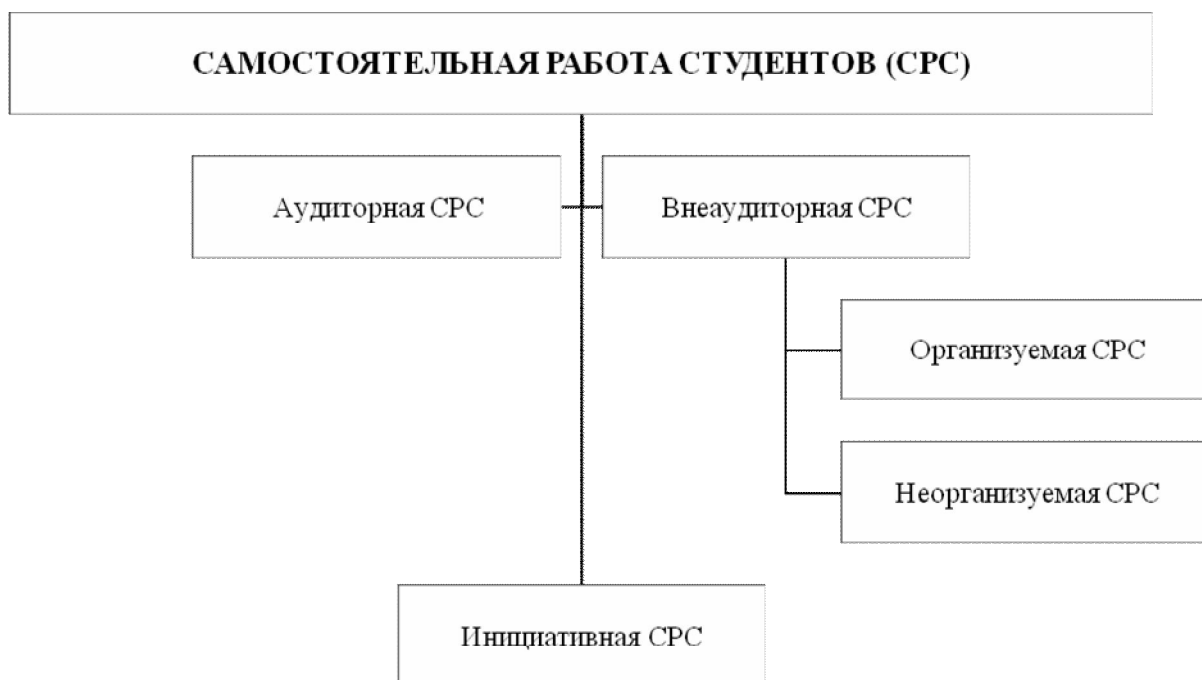 САМОСТОЯТЕЛЬНАЯ РАБОТА СТУДЕНТОВ (СРС)
Аудиторная СРС
Внеаудиторная СРС
Организуемая СРС
Неорганизуемая СРС
Инициативная СРС